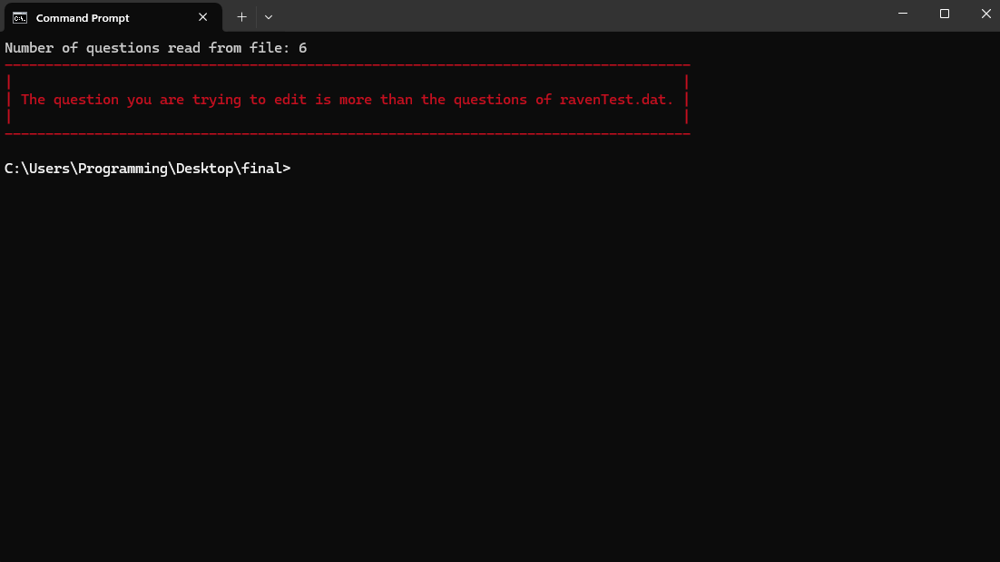 Command Prompt
Number of questions read from file: 6
The question you are trying to edit is more than the questions of ravenTest.dat.
C:\Users\Programming\Desktop\final>